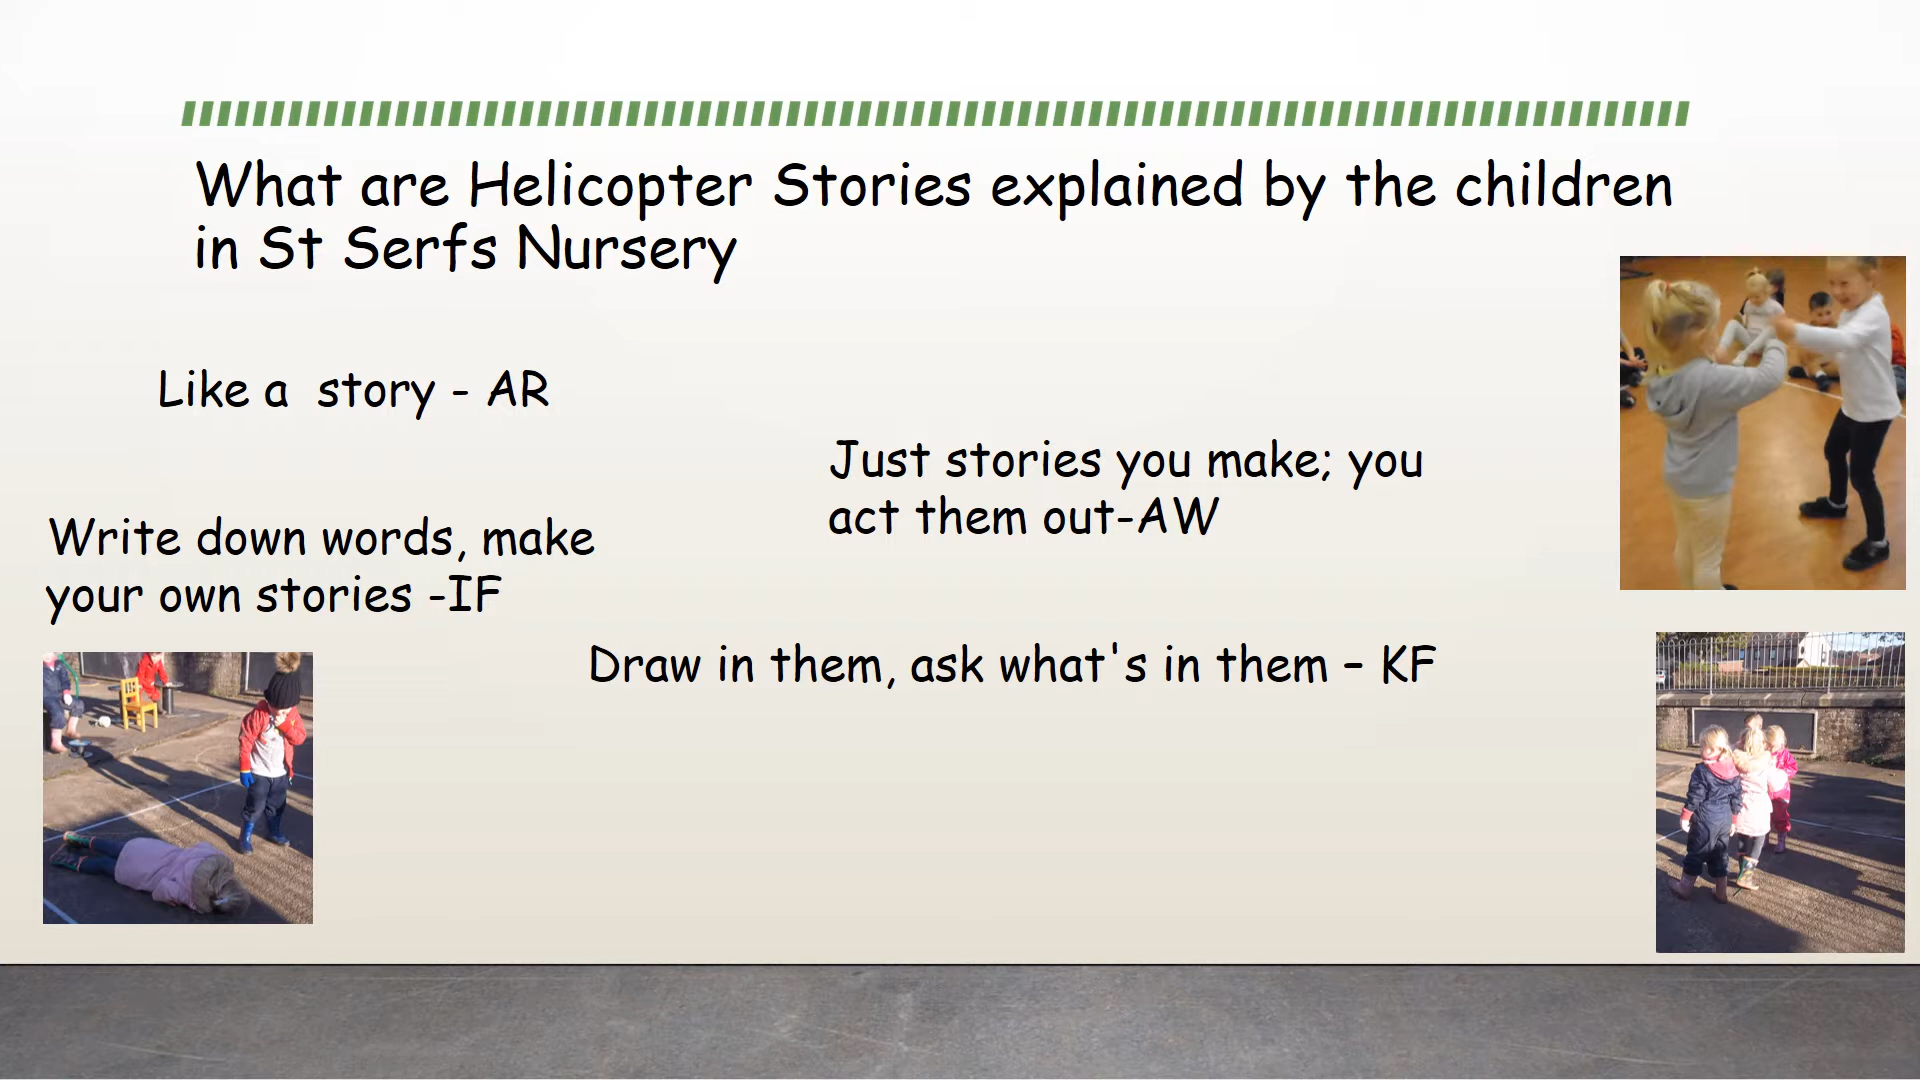 What are Helicopter Stories explained by the children
in St Serfs Nursery
Like a  story - AR
Just stories you make; you
act them out-AW
Write down words, make
your own stories -IF
Draw in them, ask what's in them – KF